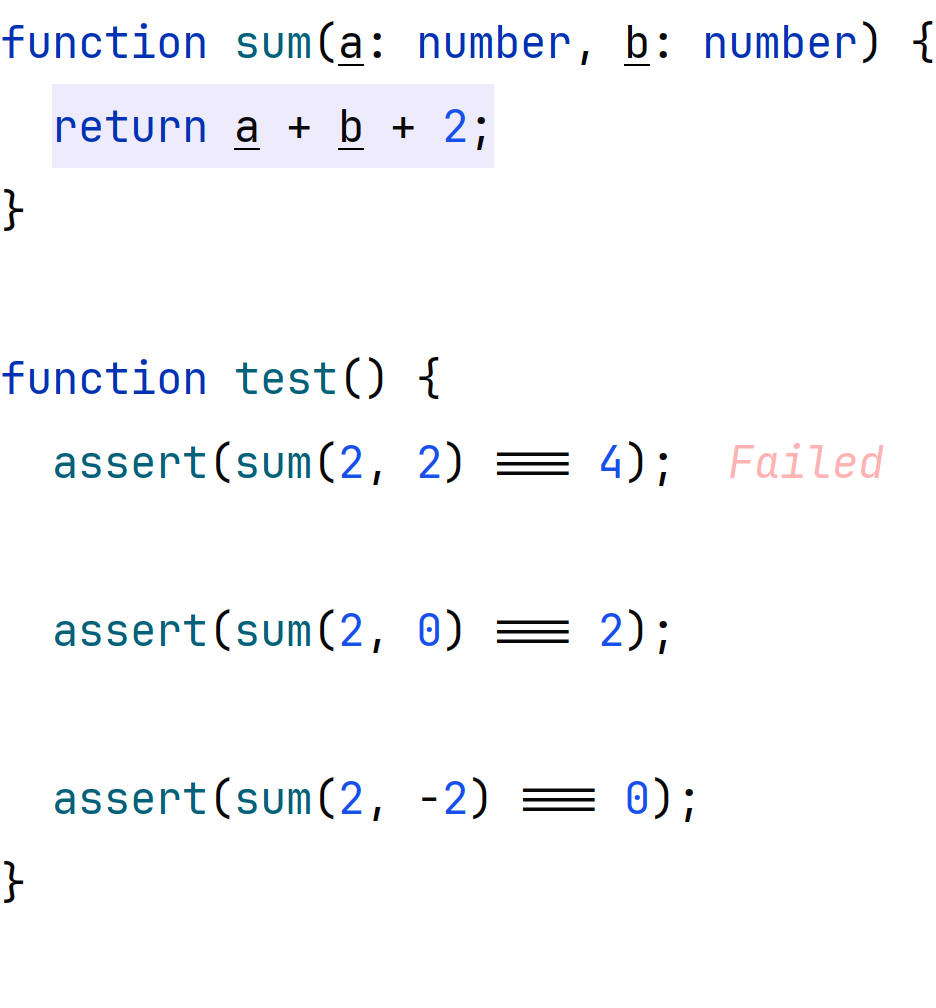 function sum(a: number, b: number) {
  return a + b + 2;
}
function test() {
  assert(sum(2, 2) === 4);  Failed
  assert(sum(2, 0) === 2);
  assert(sum(2, -2) === 0);
}